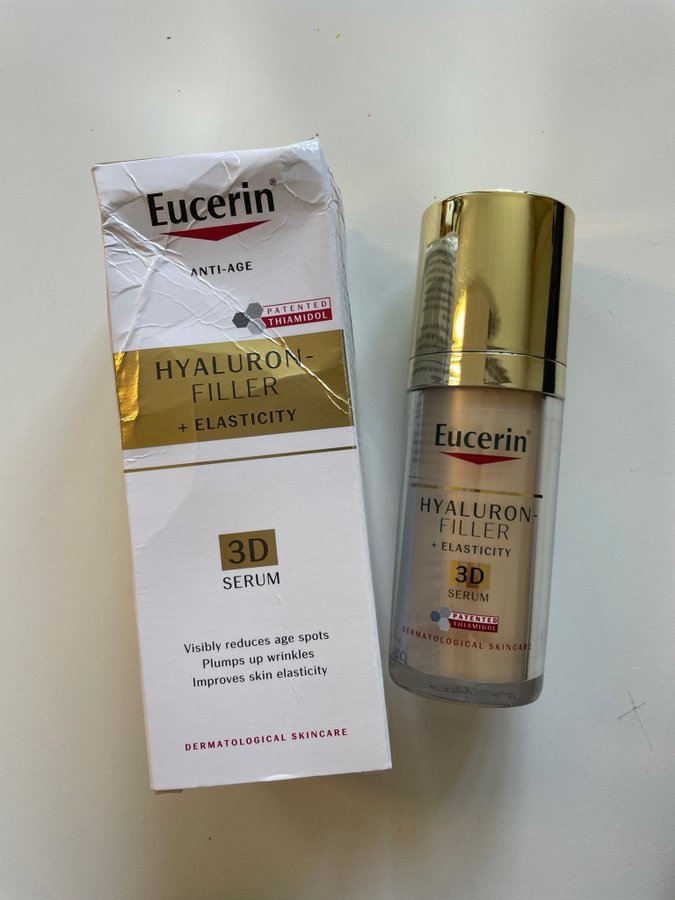 Eucerin®
ANTI-AGE
PATENTED
THIAMIDOL
HYALURON-
FILLER
+ ELASTICITY
3D
SERUM
Visibly reduces age spots
Plumps up wrinkles
Improves skin elasticity
DERMATOLOGICAL SKINCARE
Eucerin®
HYALURON-
FILLER
+ ELASTICITY
3D
SERUM
PATENTED
THIAMIDOL
DERMATOLOGICAL SKINCARE